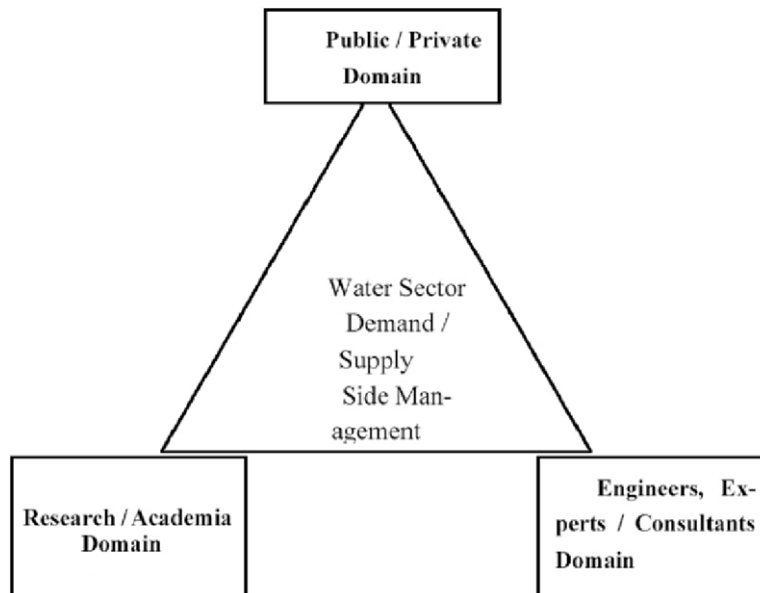 Public / Private
Domain
Water Sector
Demand /
Supply
Side Man-
agement
Research / Academia
Domain
Engineers, Ex-
perts / Consultants
Domain